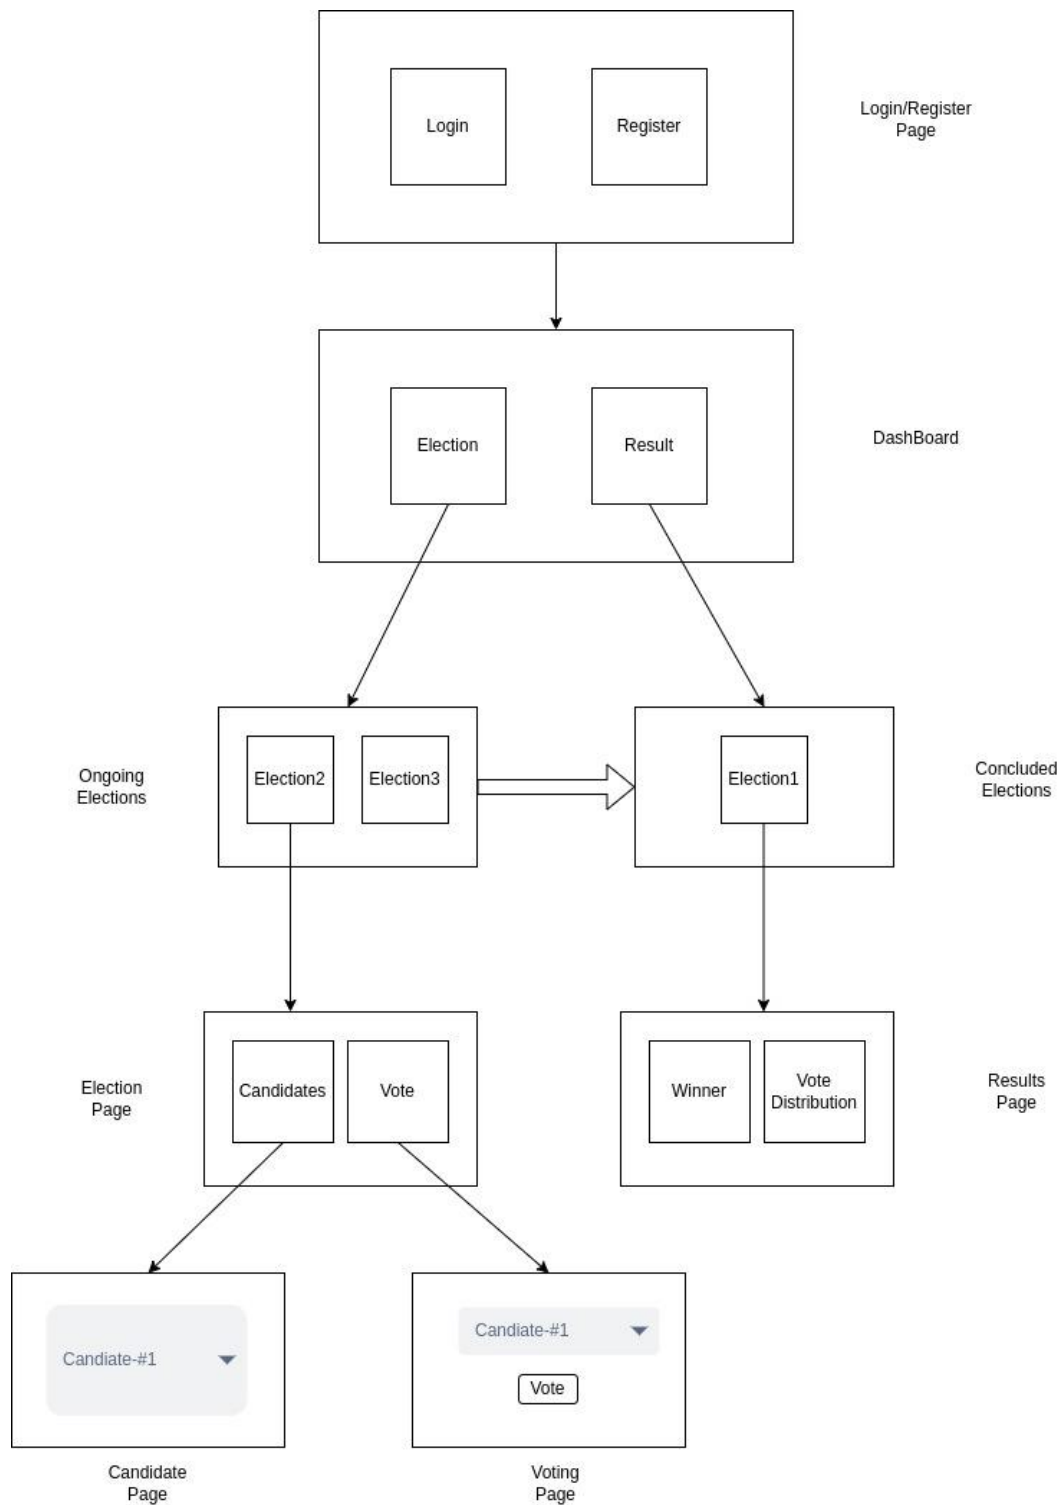 Login
Register
Login/Register
Page
Election
Result
DashBoard
Ongoing
Elections
Election2
Election3
Election1
Concluded
Elections
Election
Page
Candidates
Vote
Winner
Vote
Distribution
Results
Page
Candiate-#1
Candiate-#1
Vote
Candidate
Page
Voting
Page